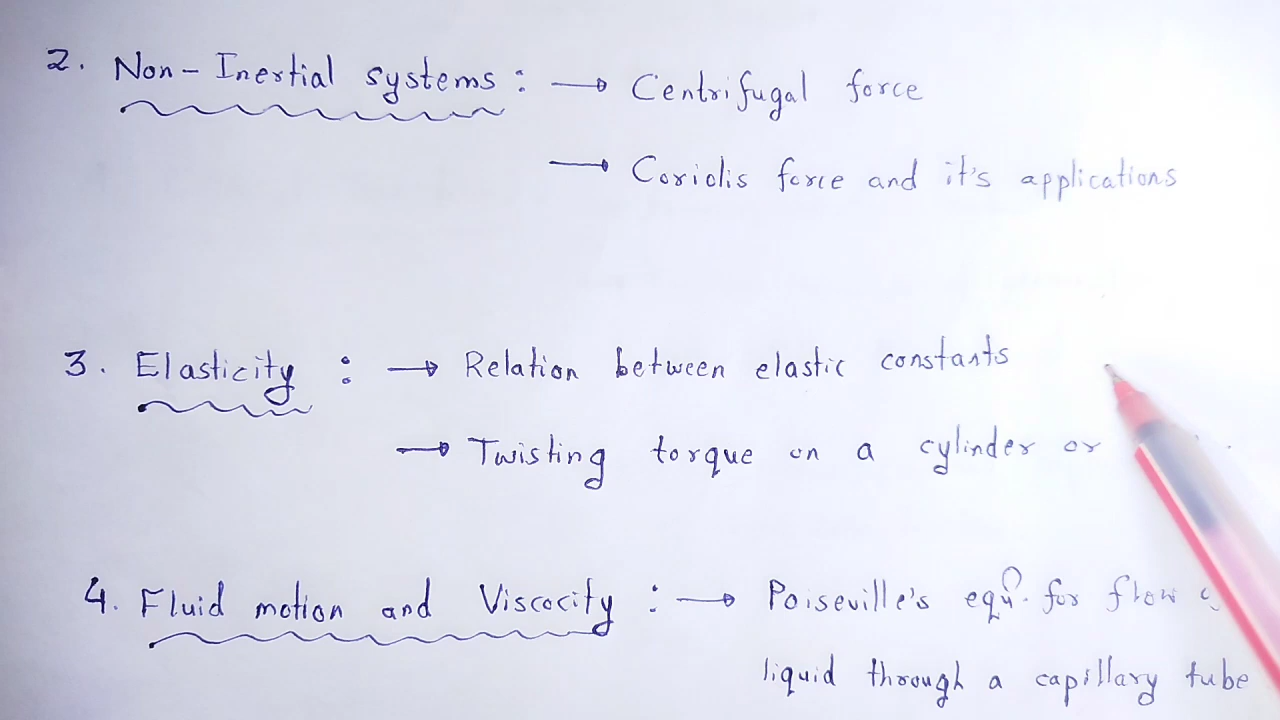 2. Non-Inertial systems : → Centrifugal force
→ Coriolis force and it's applications
3. Elasticity : → Relation between elastic constants
→ Twisting torque on a cylinder or
4. Fluid motion and Viscocity : → Poiseville's equn. for flow
liquid through a capillary tube